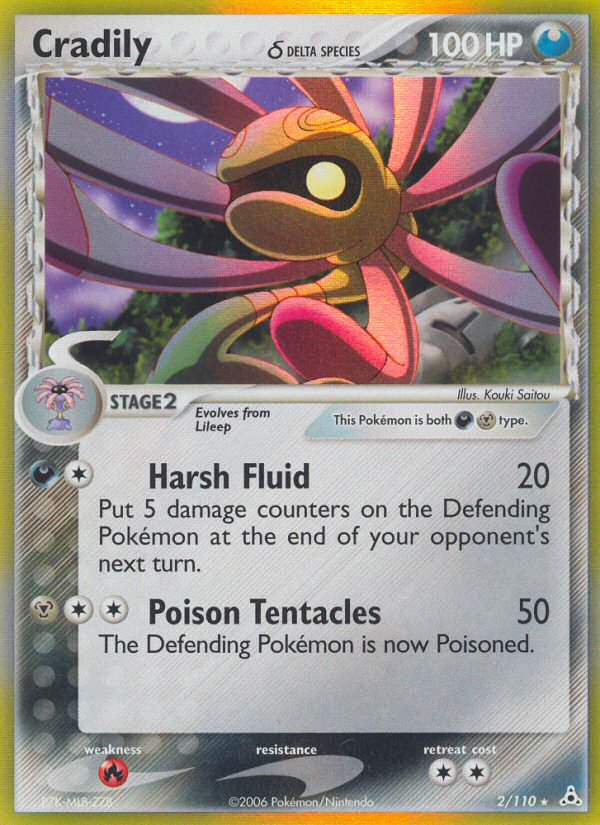 Cradily δ DELTA SPECIES 100 HP
Illus. Kouki Saitou
STAGE2
Evolves from
Lileep
This Pokémon is both type.
Harsh Fluid 20
Put 5 damage counters on the Defending
Pokémon at the end of your opponent's
next turn.
Poison Tentacles 50
The Defending Pokémon is now Poisoned.
weakness resistance retreat cost
P7K-MLB-Z7B
©2006 Pokémon/Nintendo
2/110 ★